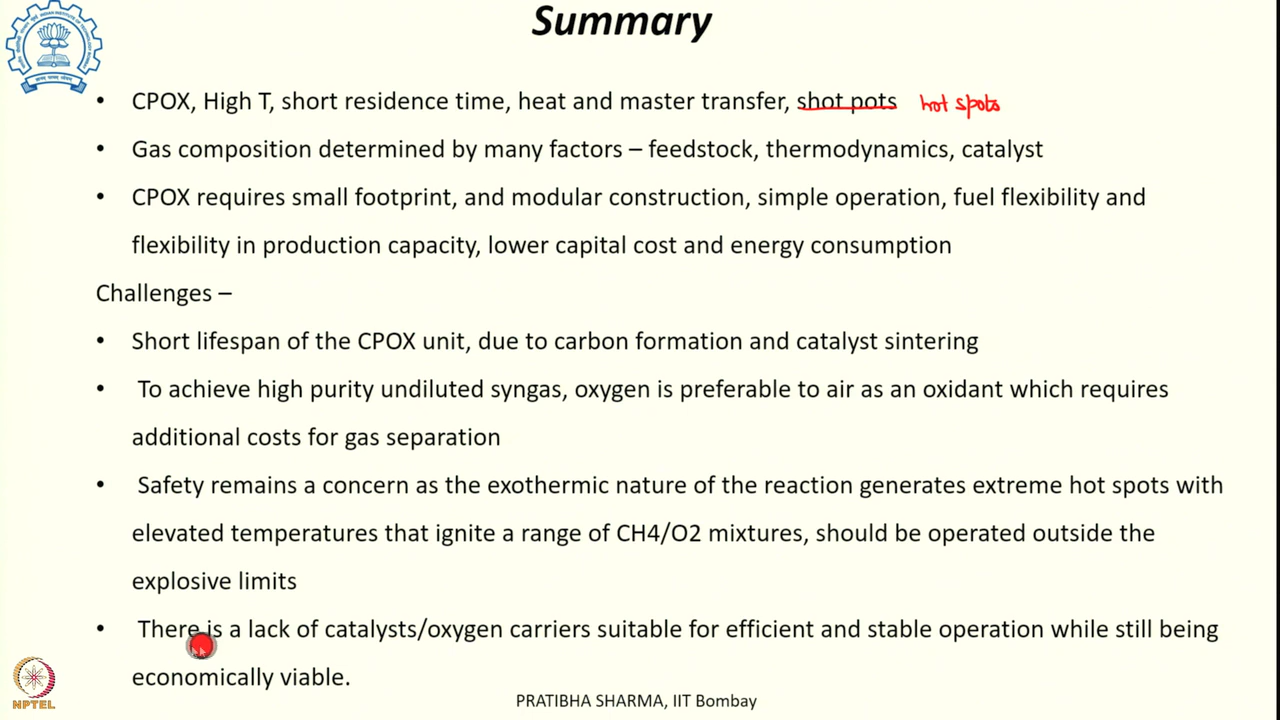 Summary
• CPOX, High T, short residence time, heat and master transfer, shot pots hot spots
• Gas composition determined by many factors – feedstock, thermodynamics, catalyst
• CPOX requires small footprint, and modular construction, simple operation, fuel flexibility and
flexibility in production capacity, lower capital cost and energy consumption
Challenges –
• Short lifespan of the CPOX unit, due to carbon formation and catalyst sintering
• To achieve high purity undiluted syngas, oxygen is preferable to air as an oxidant which requires
additional costs for gas separation
• Safety remains a concern as the exothermic nature of the reaction generates extreme hot spots with
elevated temperatures that ignite a range of CH4/O2 mixtures, should be operated outside the
explosive limits
• There is a lack of catalysts/oxygen carriers suitable for efficient and stable operation while still being
economically viable.
NPTEL
PRATIBHA SHARMA, IIT Bombay